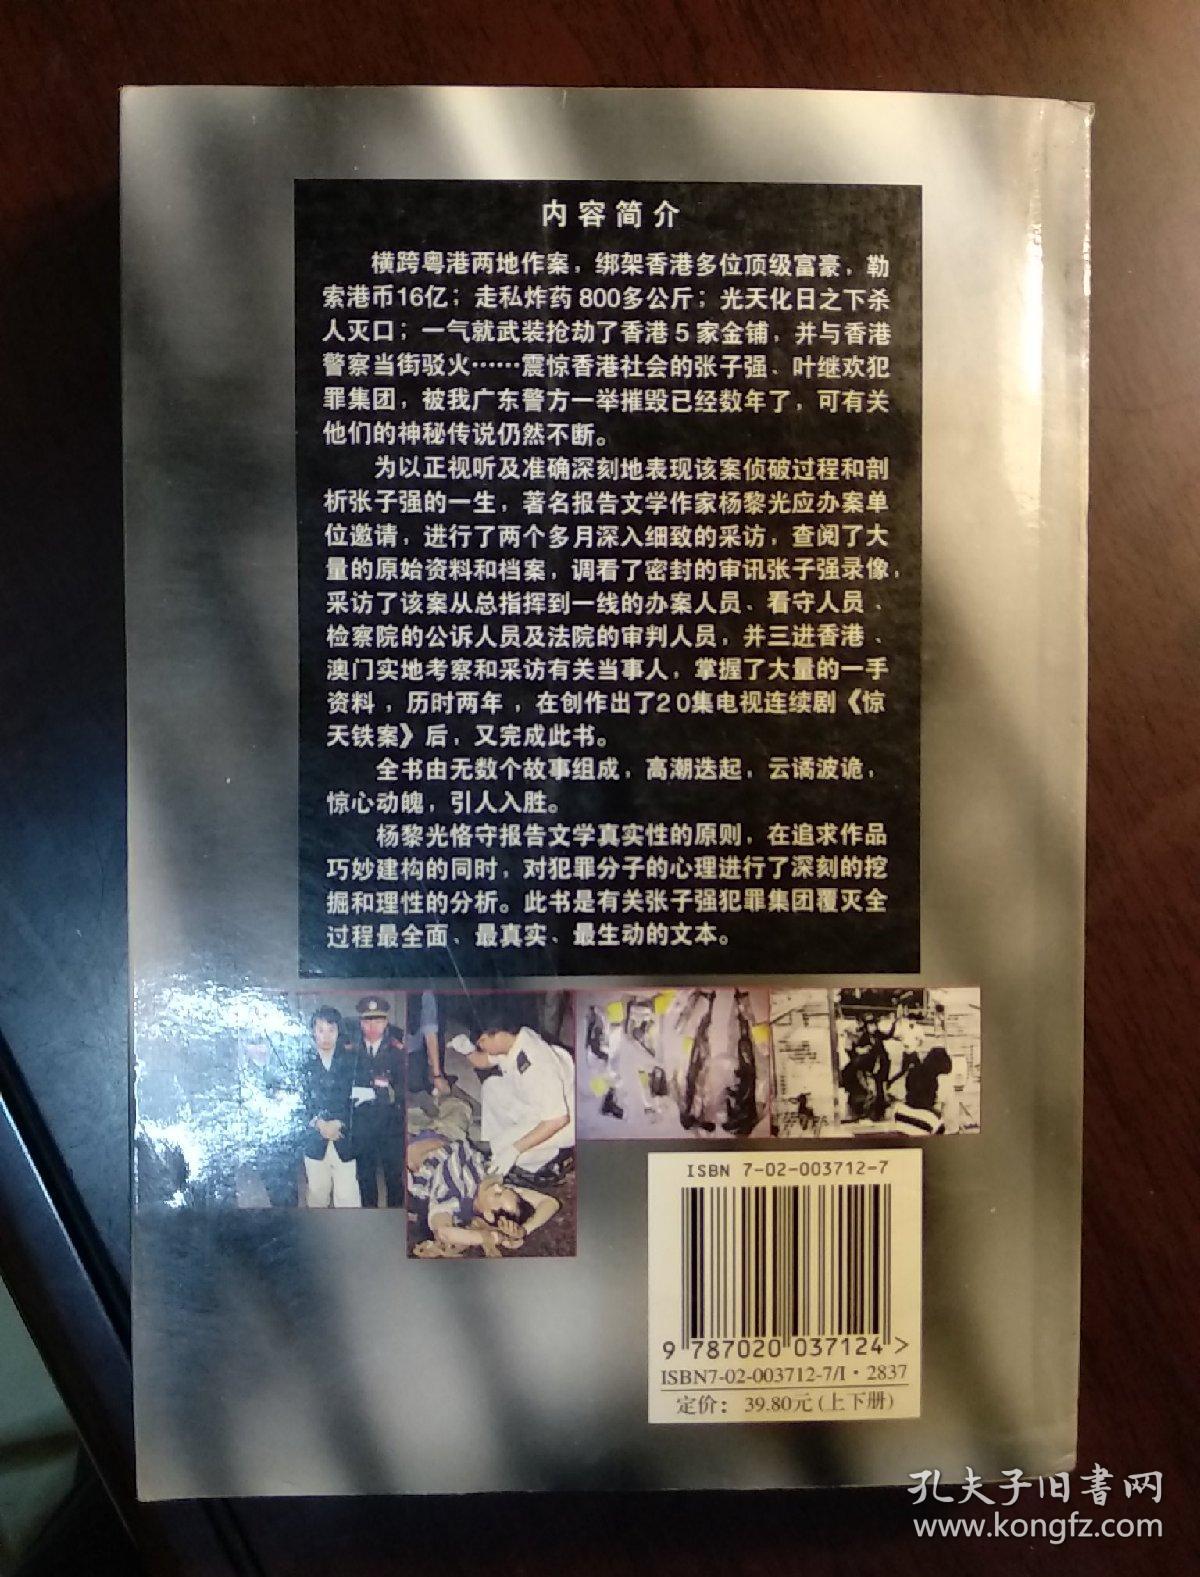 内容简介
横跨粤港两地作案，绑架香港多位顶级富豪，勒
索港币16亿；走私炸药800多公斤；光天化日之下杀
人灭口；一气就武装抢劫了香港5家金铺，并与香港
警察当街驳火……震惊香港社会的张子强、叶继欢犯
罪集团，被我广东警方一举摧毁已经数年了，可有关
他们的神秘传说仍然不断。
为以正视听及准确深刻地表现该案侦破过程和剖
析张子强的一生，著名报告文学作家杨黎光应办案单
位邀请，进行了两个多月深入细致的采访，查阅了大
量的原始资料和档案，调看了密封的审讯张子强录像，
采访了该案从总指挥到一线的办案人员、看守人员、
检察院的公诉人员及法院的审判人员，并三进香港、
澳门实地考察和采访有关当事人，掌握了大量的一手
资料，历时两年，在创作出了20集电视连续剧《惊
天铁案》后，又完成此书。
全书由无数个故事组成，高潮迭起，云谲波诡，
惊心动魄，引人入胜。
杨黎光恪守报告文学真实性的原则，在追求作品
巧妙建构的同时，对犯罪分子的心理进行了深刻的挖
掘和理性的分析。此书是有关张子强犯罪集团覆灭全
过程最全面、最真实、最生动的文本。
ISBN 7-02-003712-7
9 787020 037124 >
ISBN7-02-003712-7/I·2837
定价：39.80元(上下册)
孔夫子旧书网
www.kongfz.com